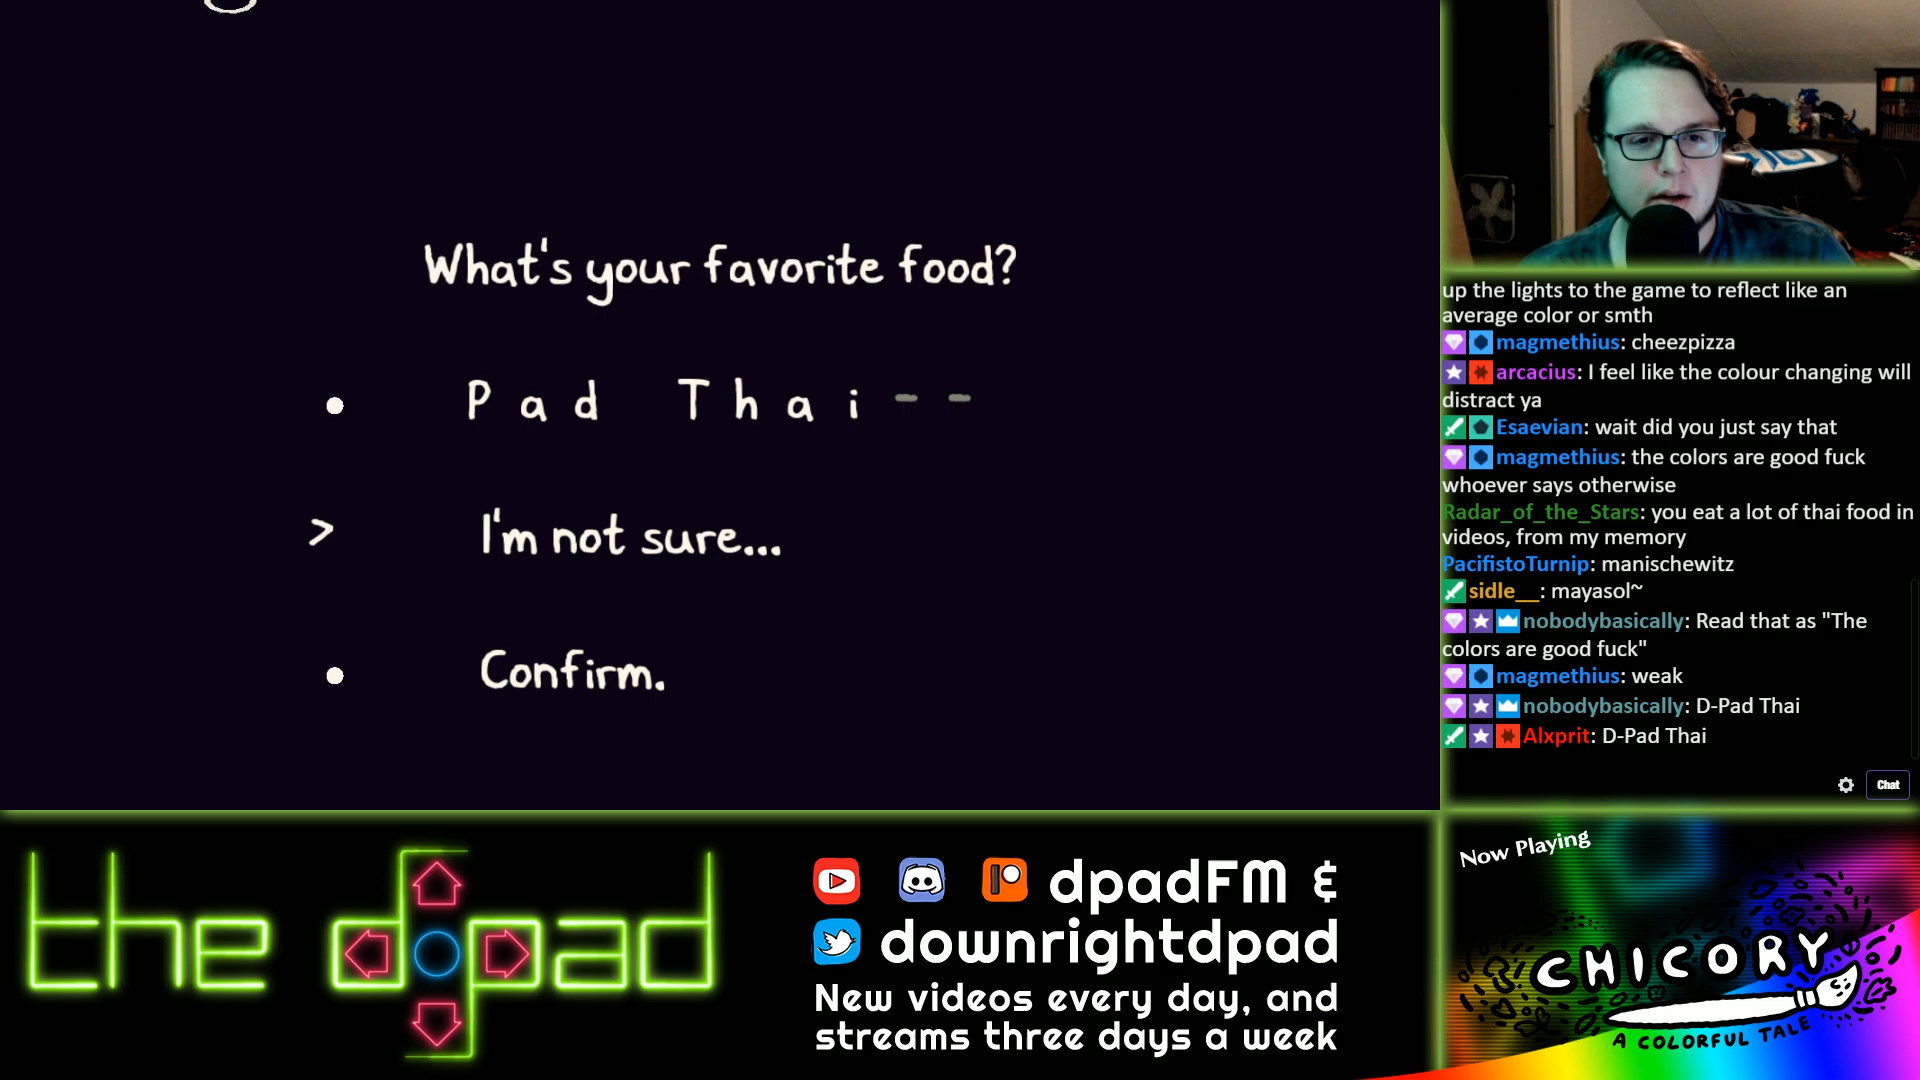 What's your favorite food?
Pad Thai--
> I'm not sure...
Confirm.
up the lights to the game to reflect like an
average color or smth
magmethius: cheezpizza
arcacius: I feel like the colour changing will
distract ya
Esaevian: wait did you just say that
magmethius: the colors are good fuck
whoever says otherwise
Radar_of_the_Stars: you eat a lot of thai food in
videos, from my memory
PacifistoTurnip: manischewitz
sidle__: mayasol~
nobodybasically: Read that as "The
colors are good fuck"
magmethius: weak
nobodybasically: D-Pad Thai
Alxprit: D-Pad Thai
Chat
the dpad
dpadFM &
downrightdpad
New videos every day, and
streams three days a week
Now Playing
CHICORY
A COLORFUL TALE